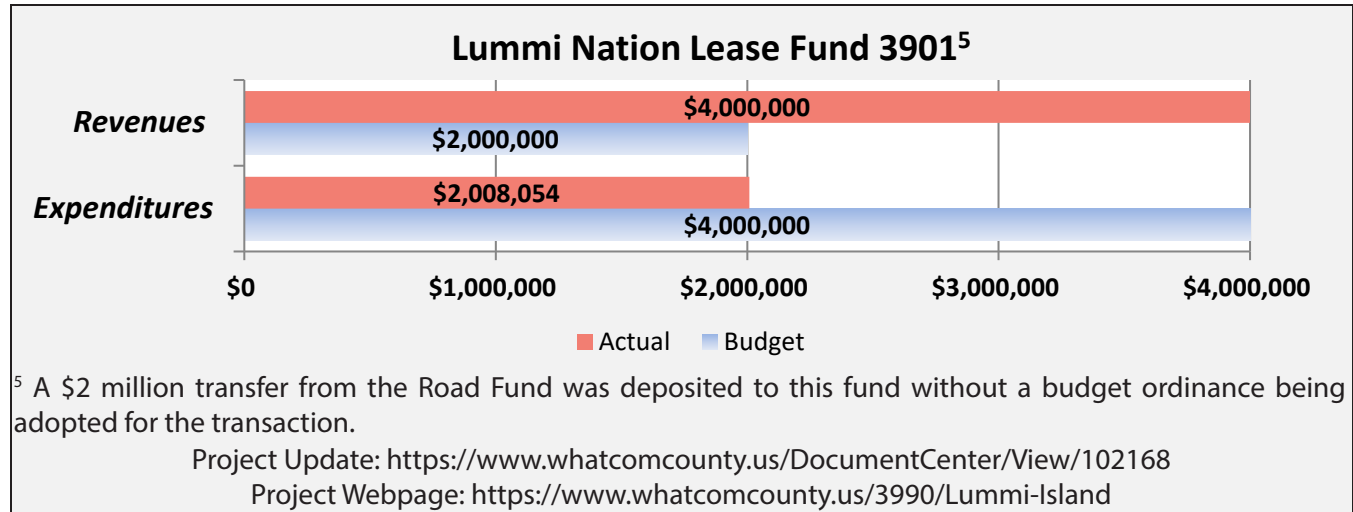 Lummi Nation Lease Fund 3901⁵
Revenues
$4,000,000
$2,000,000
Expenditures
$2,008,054
$4,000,000
$0 $1,000,000 $2,000,000 $3,000,000 $4,000,000
Actual Budget
⁵ A $2 million transfer from the Road Fund was deposited to this fund without a budget ordinance being
adopted for the transaction.
Project Update: https://www.whatcomcounty.us/DocumentCenter/View/102168
Project Webpage: https://www.whatcomcounty.us/3990/Lummi-Island